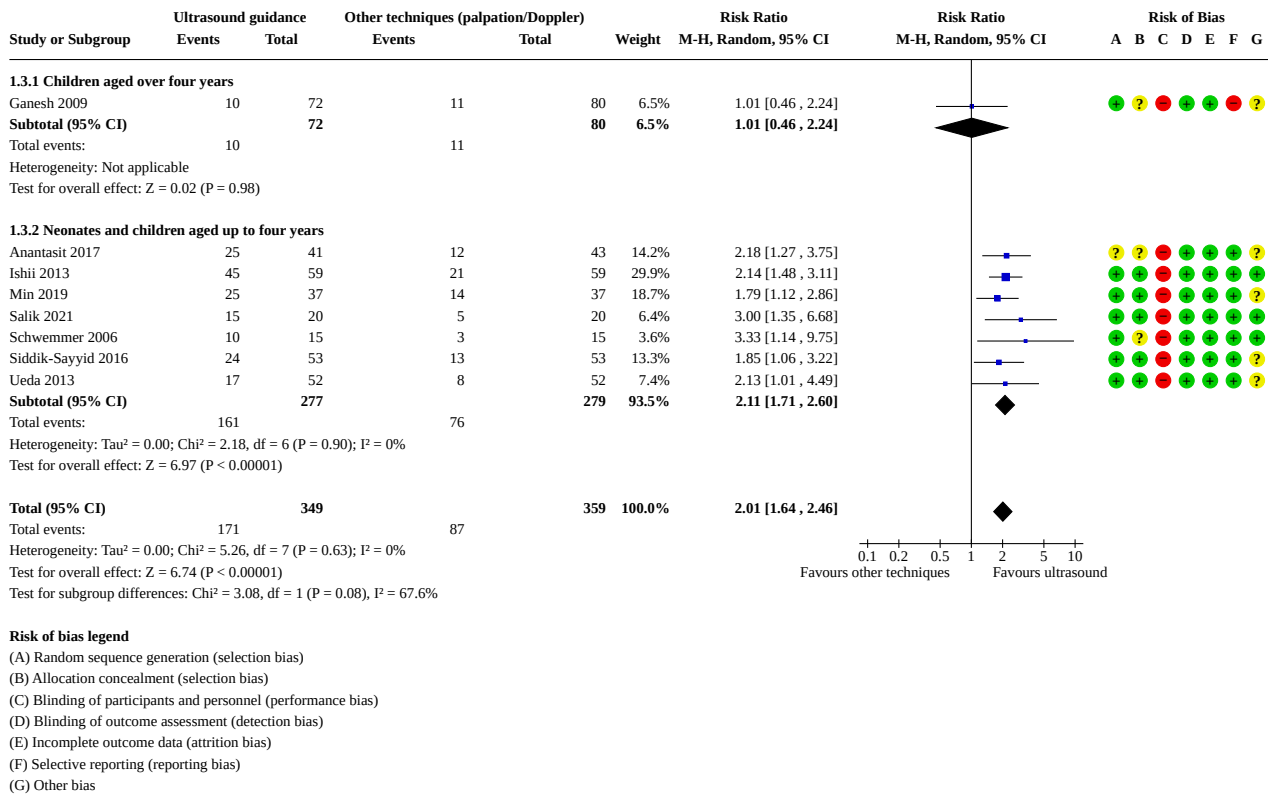 Ultrasound guidance Other techniques (palpation/Doppler) Risk Ratio Risk Ratio Risk of Bias
Study or Subgroup Events Total Events Total Weight M-H, Random, 95% CI M-H, Random, 95% CI A B C D E F G
1.3.1 Children aged over four years
Ganesh 2009 10 72 11 80 6.5% 1.01 [0.46 , 2.24] + ? − + + − ?
Subtotal (95% CI) 72 80 6.5% 1.01 [0.46 , 2.24]
Total events: 10 11
Heterogeneity: Not applicable
Test for overall effect: Z = 0.02 (P = 0.98)
1.3.2 Neonates and children aged up to four years
Anantasit 2017 25 41 12 43 14.2% 2.18 [1.27 , 3.75] ? ? − + + + ?
Ishii 2013 45 59 21 59 29.9% 2.14 [1.48 , 3.11] + + − + + + +
Min 2019 25 37 14 37 18.7% 1.79 [1.12 , 2.86] + + − + + + ?
Salik 2021 15 20 5 20 6.4% 3.00 [1.35 , 6.68] + + − + + + +
Schwemmer 2006 10 15 3 15 3.6% 3.33 [1.14 , 9.75] + ? − + + + +
Siddik-Sayyid 2016 24 53 13 53 13.3% 1.85 [1.06 , 3.22] + + − + + + ?
Ueda 2013 17 52 8 52 7.4% 2.13 [1.01 , 4.49] + + − + + + ?
Subtotal (95% CI) 277 279 93.5% 2.11 [1.71 , 2.60]
Total events: 161 76
Heterogeneity: Tau² = 0.00; Chi² = 2.18, df = 6 (P = 0.90); I² = 0%
Test for overall effect: Z = 6.97 (P < 0.00001)
Total (95% CI) 349 359 100.0% 2.01 [1.64 , 2.46]
Total events: 171 87
Heterogeneity: Tau² = 0.00; Chi² = 5.26, df = 7 (P = 0.63); I² = 0%
0.1 0.2 0.5 1 2 5 10
Test for overall effect: Z = 6.74 (P < 0.00001)
Favours other techniques Favours ultrasound
Test for subgroup differences: Chi² = 3.08, df = 1 (P = 0.08), I² = 67.6%
Risk of bias legend
(A) Random sequence generation (selection bias)
(B) Allocation concealment (selection bias)
(C) Blinding of participants and personnel (performance bias)
(D) Blinding of outcome assessment (detection bias)
(E) Incomplete outcome data (attrition bias)
(F) Selective reporting (reporting bias)
(G) Other bias